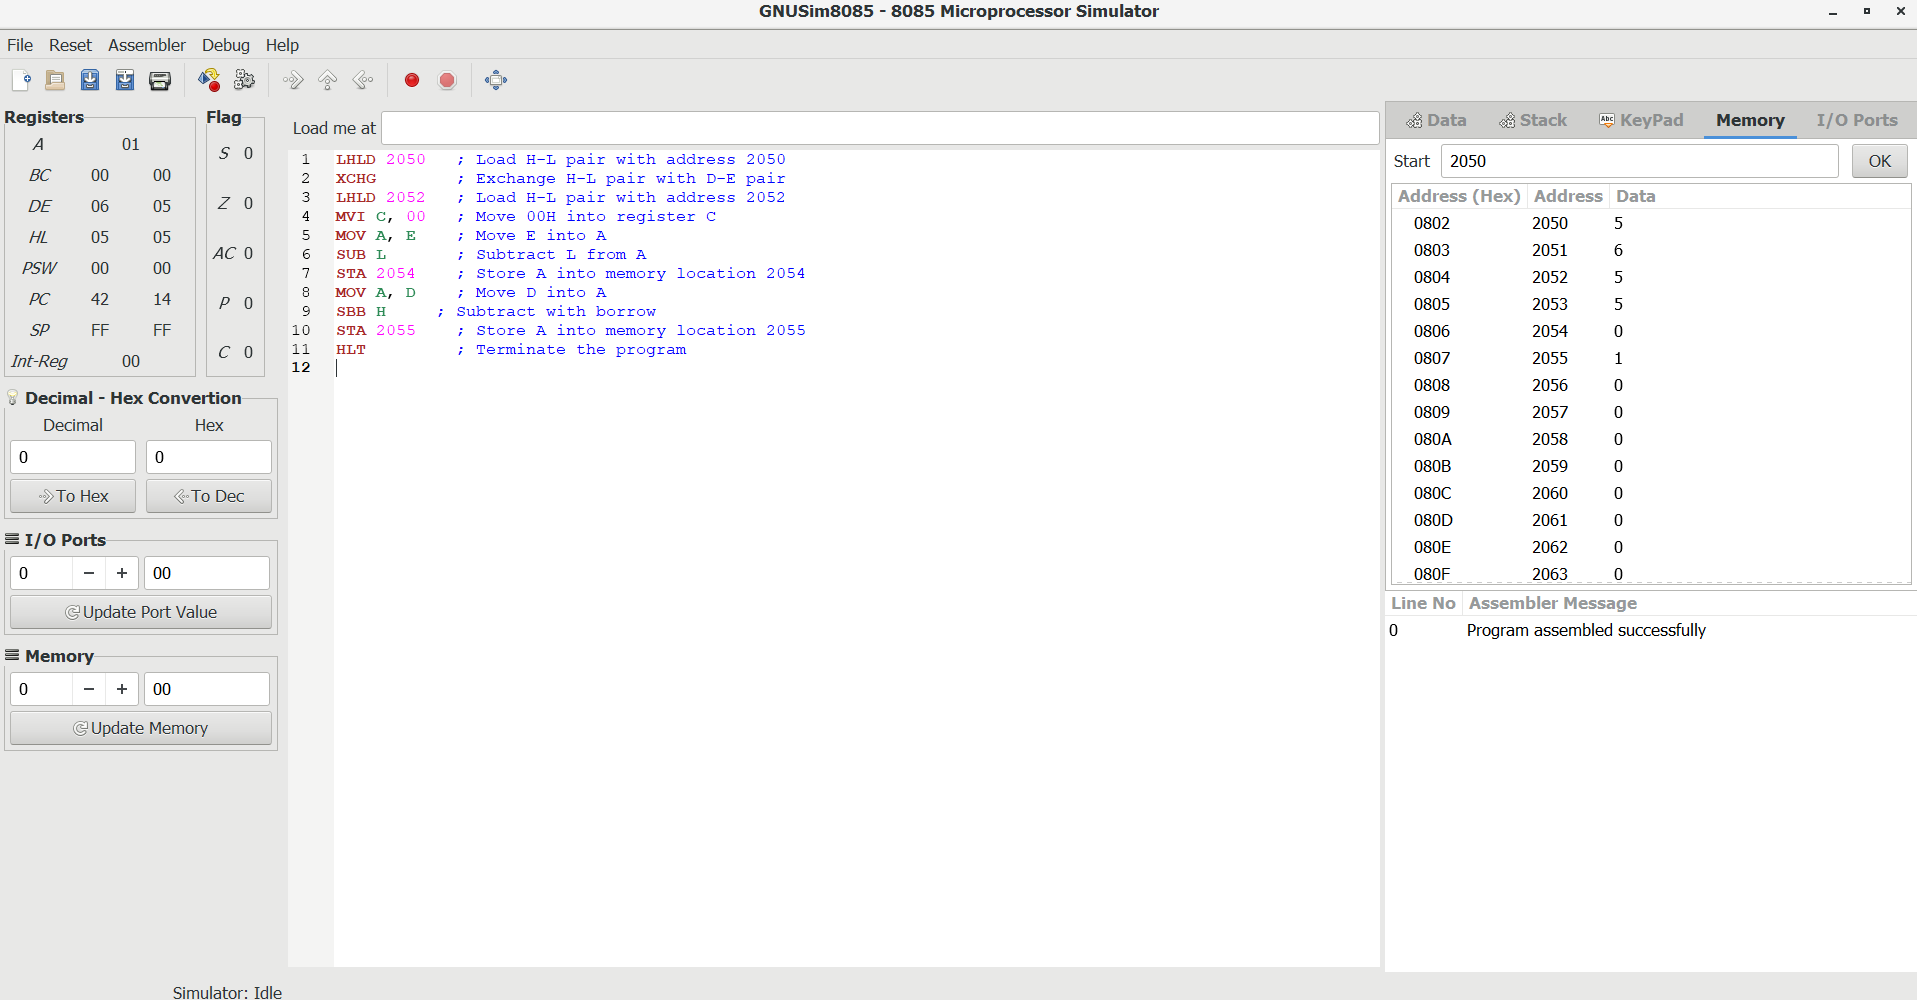 GNUSim8085 - 8085 Microprocessor Simulator
File Reset Assembler Debug Help
Registers
A 01
BC 00 00
DE 06 05
HL 05 05
PSW 00 00
PC 42 14
SP FF FF
Int-Reg 00
Flag
S 0
Z 0
AC 0
P 0
C 0
Decimal - Hex Convertion
Decimal Hex
0 0
To Hex To Dec
I/O Ports
0 − + 00
Update Port Value
Memory
0 − + 00
Update Memory
Load me at
1 LHLD 2050 ; Load H-L pair with address 2050
2 XCHG ; Exchange H-L pair with D-E pair
3 LHLD 2052 ; Load H-L pair with address 2052
4 MVI C, 00 ; Move 00H into register C
5 MOV A, E ; Move E into A
6 SUB L ; Subtract L from A
7 STA 2054 ; Store A into memory location 2054
8 MOV A, D ; Move D into A
9 SBB H ; Subtract with borrow
10 STA 2055 ; Store A into memory location 2055
11 HLT ; Terminate the program
12
Data Stack Abc KeyPad Memory I/O Ports
Start 2050 OK
Address (Hex) Address Data
0802 2050 5
0803 2051 6
0804 2052 5
0805 2053 5
0806 2054 0
0807 2055 1
0808 2056 0
0809 2057 0
080A 2058 0
080B 2059 0
080C 2060 0
080D 2061 0
080E 2062 0
080F 2063 0
Line No Assembler Message
0 Program assembled successfully
Simulator: Idle